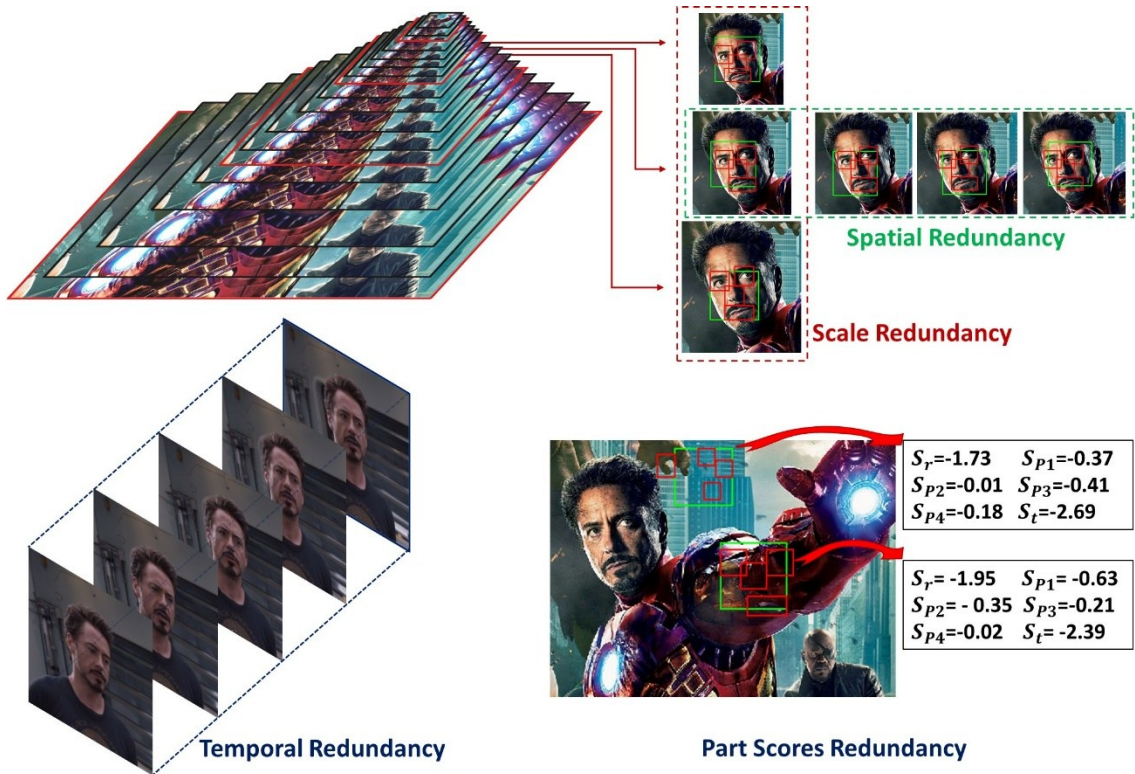 Spatial Redundancy
Scale Redundancy
S_r=-1.73 S_P1=-0.37
S_P2=-0.01 S_P3=-0.41
S_P4=-0.18 S_t=-2.69
S_r= -1.95 S_P1= -0.63
S_P2= - 0.35 S_P3=-0.21
S_P4=-0.02 S_t= -2.39
Temporal Redundancy
Part Scores Redundancy